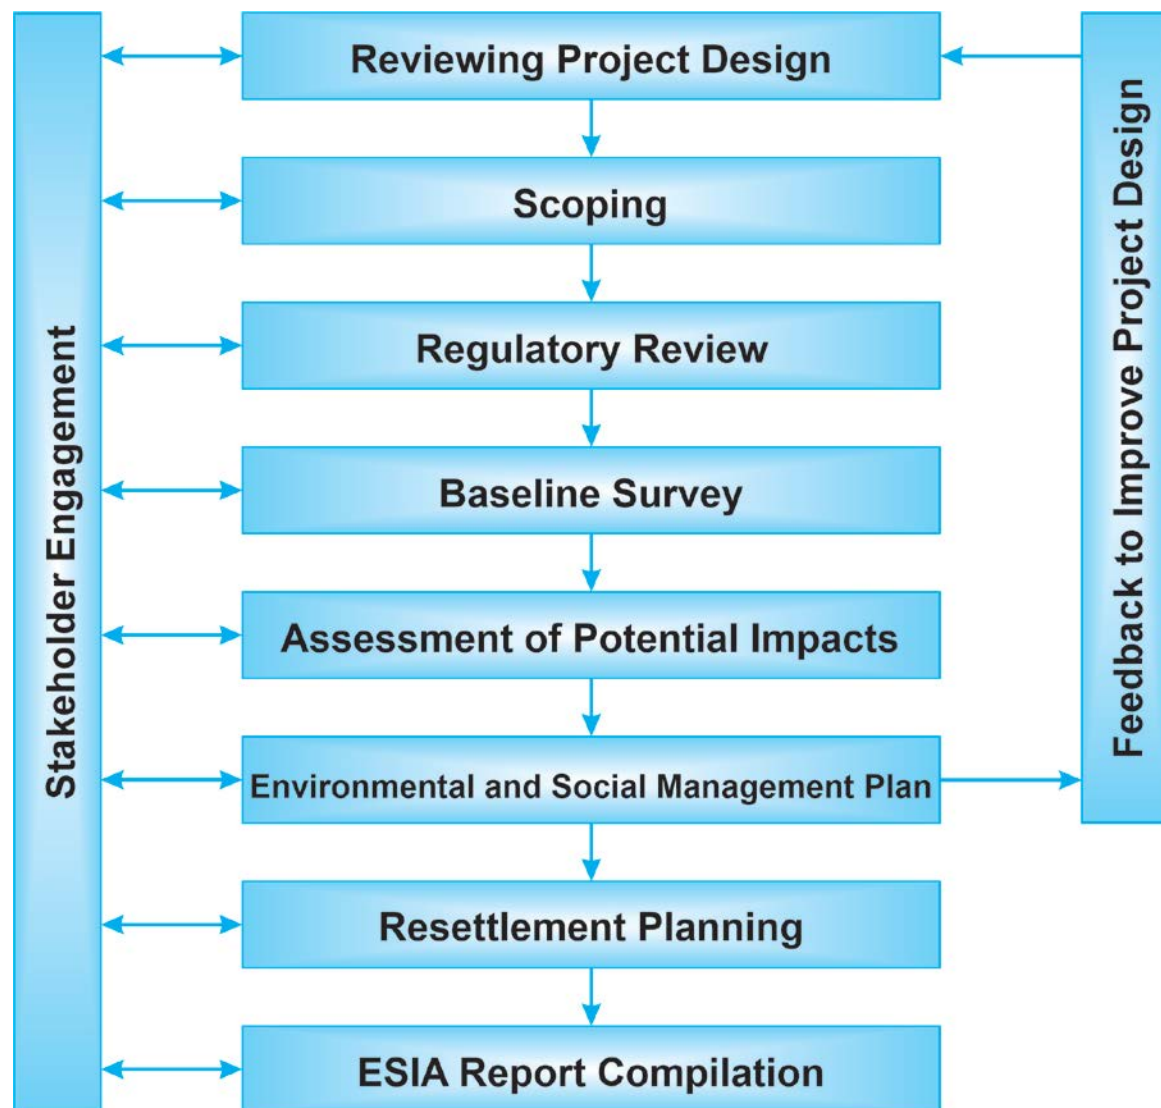 Reviewing Project Design
Scoping
Regulatory Review
Baseline Survey
Assessment of Potential Impacts
Environmental and Social Management Plan
Resettlement Planning
ESIA Report Compilation
Stakeholder Engagement
Feedback to Improve Project Design